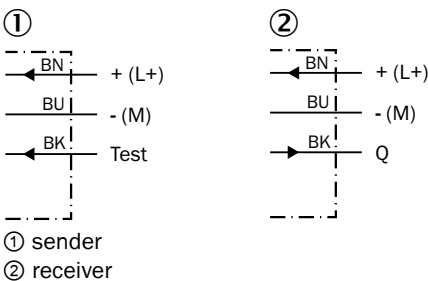 ① ②
BN + (L+) BN + (L+)
BU - (M) BU - (M)
BK Test BK Q
① sender
② receiver